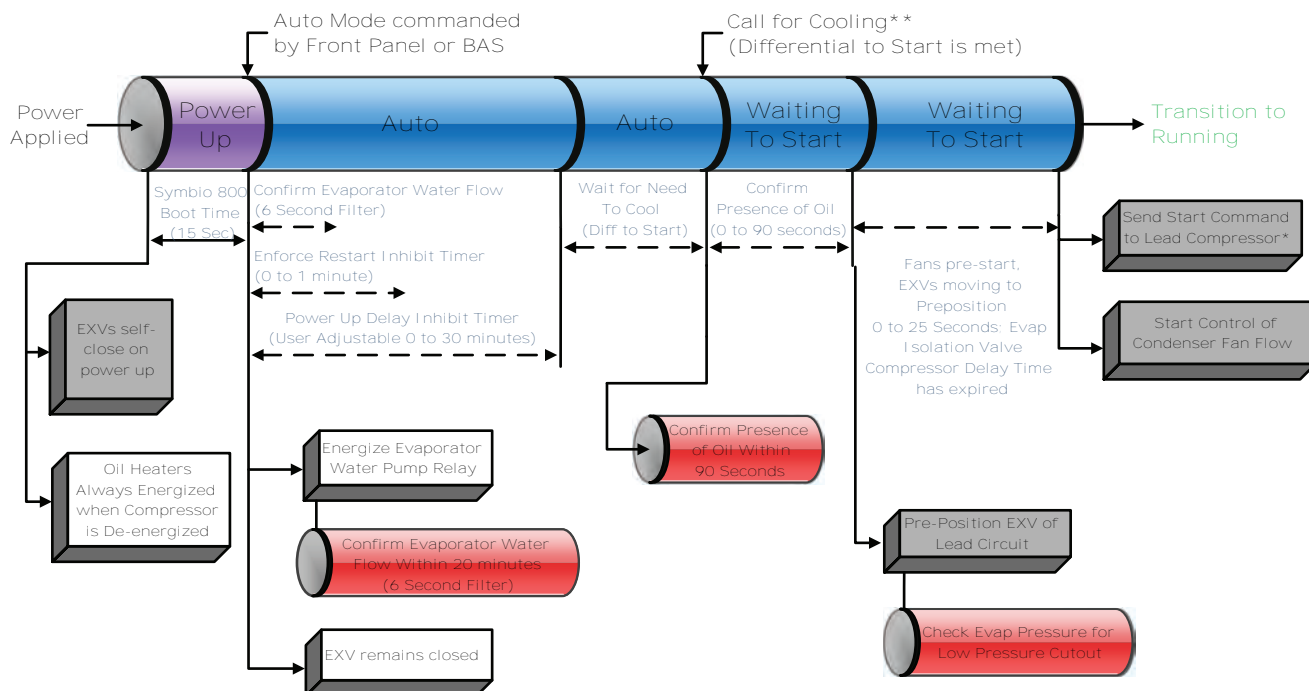 Auto Mode commanded
by Front Panel or BAS
Call for Cooling**
(Differential to Start is met)
Power
Applied
Power
Up
Auto
Auto
Waiting
To Start
Waiting
To Start
Transition to
Running
Symbio 800
Boot Time
(15 Sec)
Confirm Evaporator Water Flow
(6 Second Filter)
Enforce Restart Inhibit Timer
(0 to 1 minute)
Power Up Delay Inhibit Timer
(User Adjustable 0 to 30 minutes)
Wait for Need
To Cool
(Diff to Start)
Confirm
Presence of Oil
(0 to 90 seconds)
Fans pre-start,
EXVs moving to
Preposition
0 to 25 Seconds: Evap
Isolation Valve
Compressor Delay Time
has expired
Send Start Command
to Lead Compressor*
Start Control of
Condenser Fan Flow
EXVs self-
close on
power up
Oil Heaters
Always Energized
when Compressor
is De-energized
Energize Evaporator
Water Pump Relay
Confirm Evaporator Water
Flow Within 20 minutes
(6 Second Filter)
EXV remains closed
Confirm Presence
of Oil Within
90 Seconds
Pre-Position EXV of
Lead Circuit
Check Evap Pressure for
Low Pressure Cutout